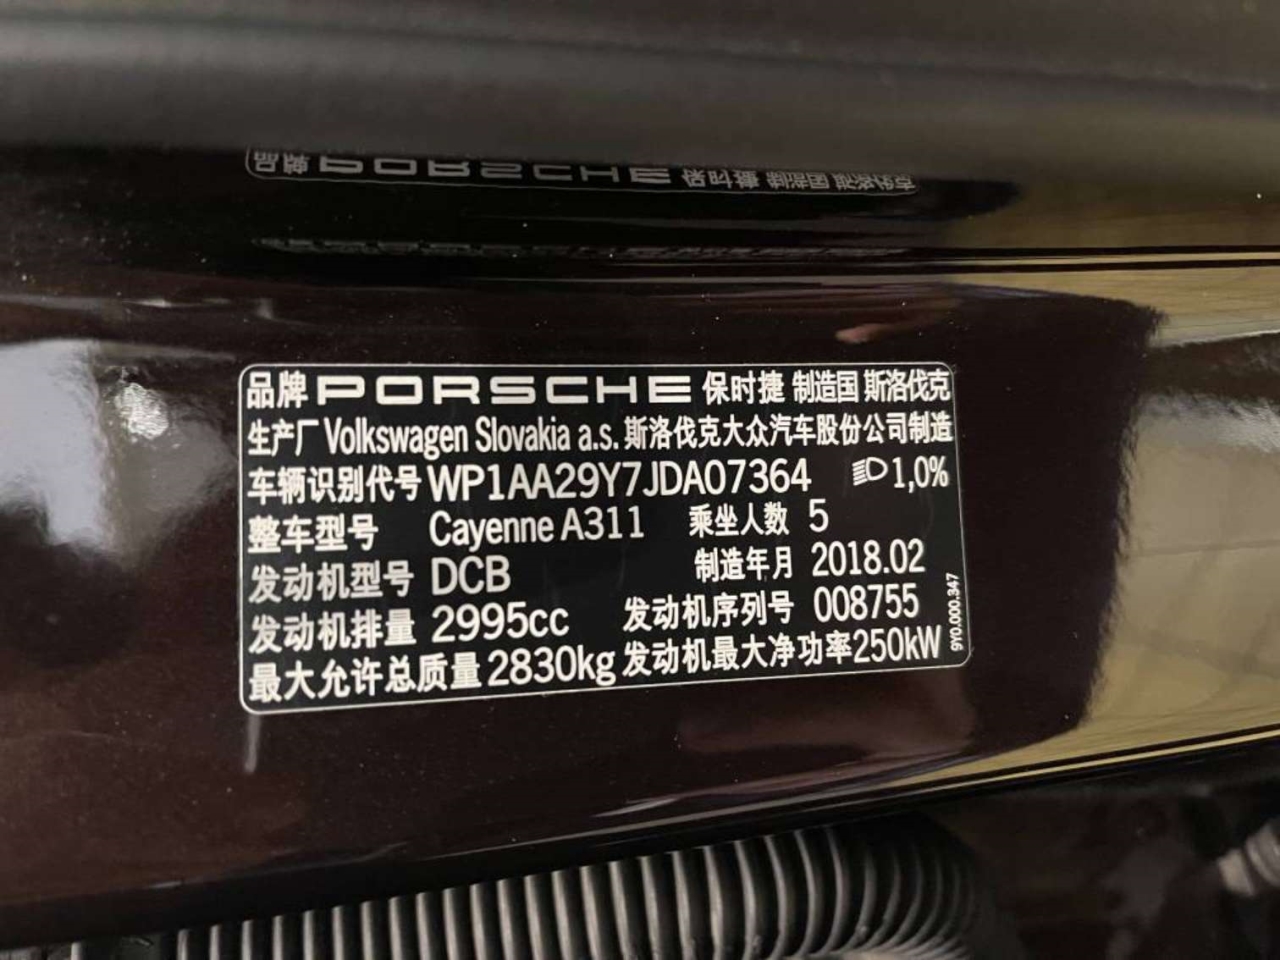 品牌 PORSCHE 保时捷 制造国 斯洛伐克
生产厂 Volkswagen Slovakia a.s. 斯洛伐克大众汽车股份公司制造
车辆识别代号 WP1AA29Y7JDA07364 1,0%
整车型号 Cayenne A311 乘坐人数 5
发动机型号 DCB 制造年月 2018.02
发动机排量 2995cc 发动机序列号 008755
最大允许总质量 2830kg 发动机最大净功率 250kW
9Y0.000.347